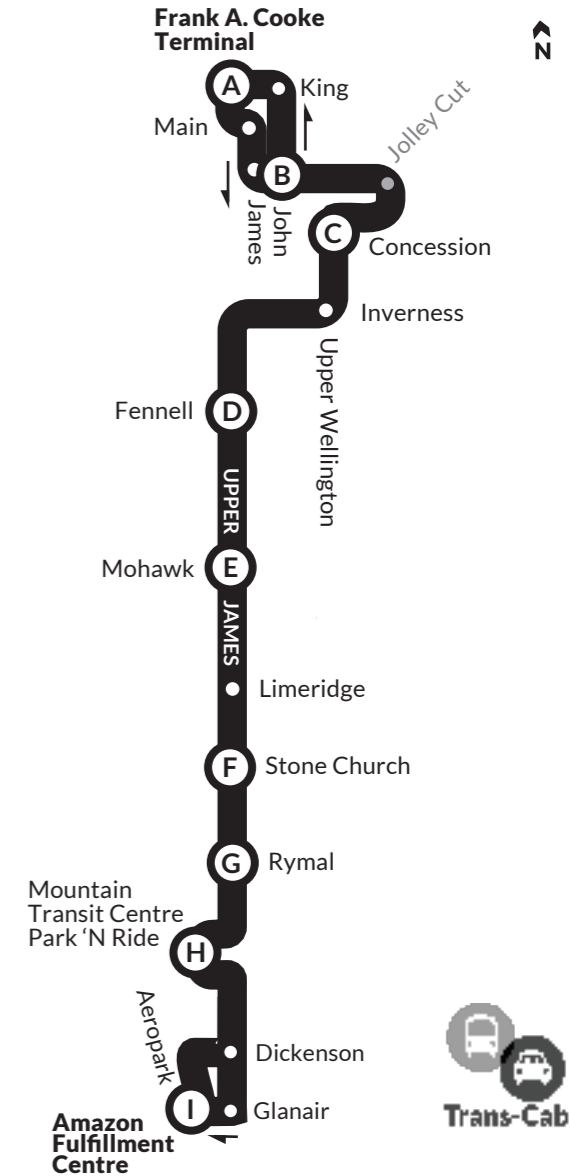 Frank A. Cooke
Terminal
N
A
King
Jolley Cut
Main
B
James
John
C
Concession
Inverness
Upper Wellington
Fennell
D
UPPER
Mohawk
E
JAMES
Limeridge
F
Stone Church
G
Rymal
Mountain
Transit Centre
Park ‘N Ride
H
Aeropark
Dickenson
I
Glanair
Amazon
Fulfillment
Centre
Trans-Cab